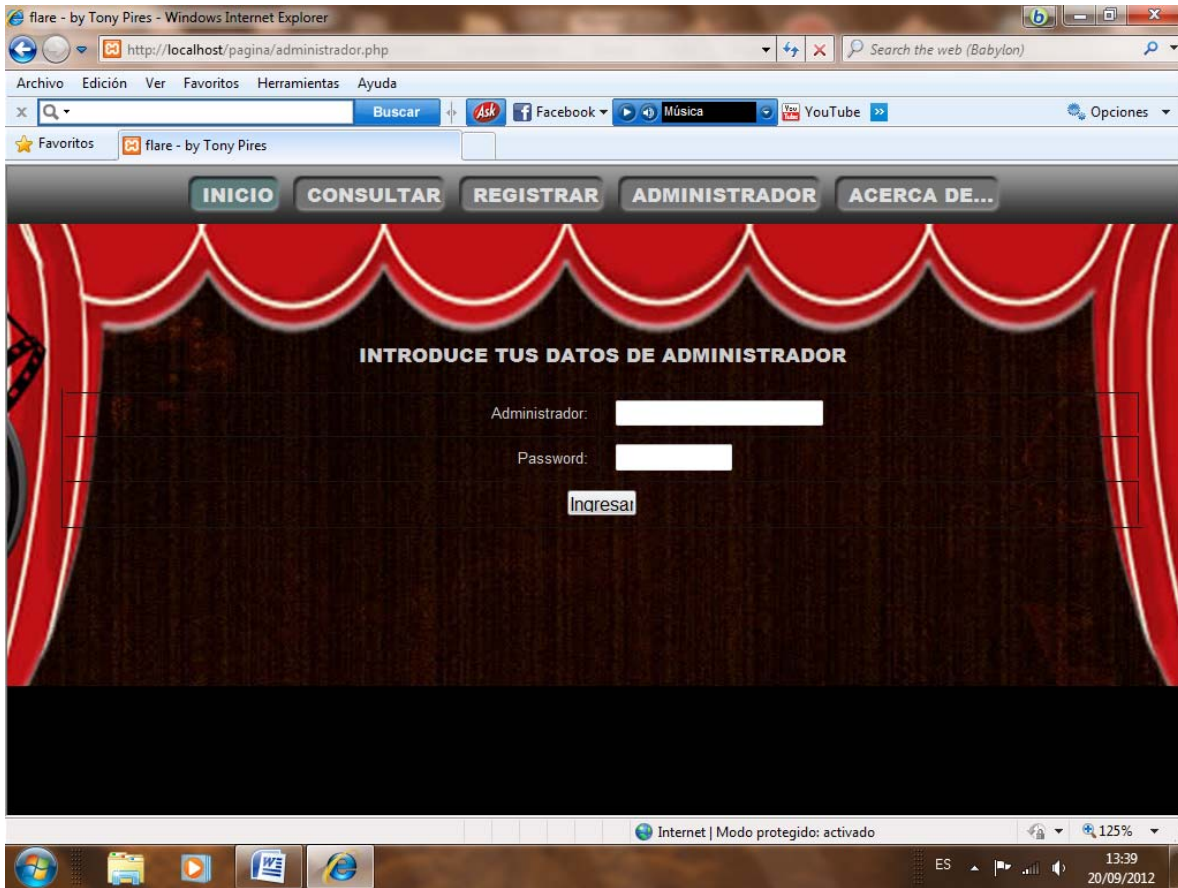 flare - by Tony Pires - Windows Internet Explorer
http://localhost/pagina/administrador.php
Search the web (Babylon)
Archivo Edición Ver Favoritos Herramientas Ayuda
Buscar Ask Facebook Música YouTube Opciones
Favoritos flare - by Tony Pires
INICIO CONSULTAR REGISTRAR ADMINISTRADOR ACERCA DE...
INTRODUCE TUS DATOS DE ADMINISTRADOR
Administrador:
Password:
Ingresar
Internet | Modo protegido: activado 125%
ES 13:39
20/09/2012